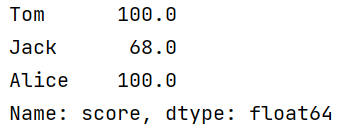 Tom      100.0
Jack      68.0
Alice    100.0
Name: score, dtype: float64